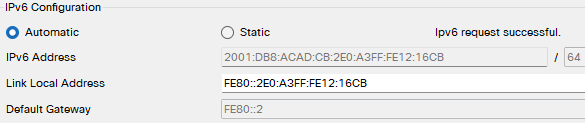 IPv6 Configuration
Automatic Static Ipv6 request successful.
IPv6 Address 2001:DB8:ACAD:CB:2E0:A3FF:FE12:16CB / 64
Link Local Address FE80::2E0:A3FF:FE12:16CB
Default Gateway FE80::2